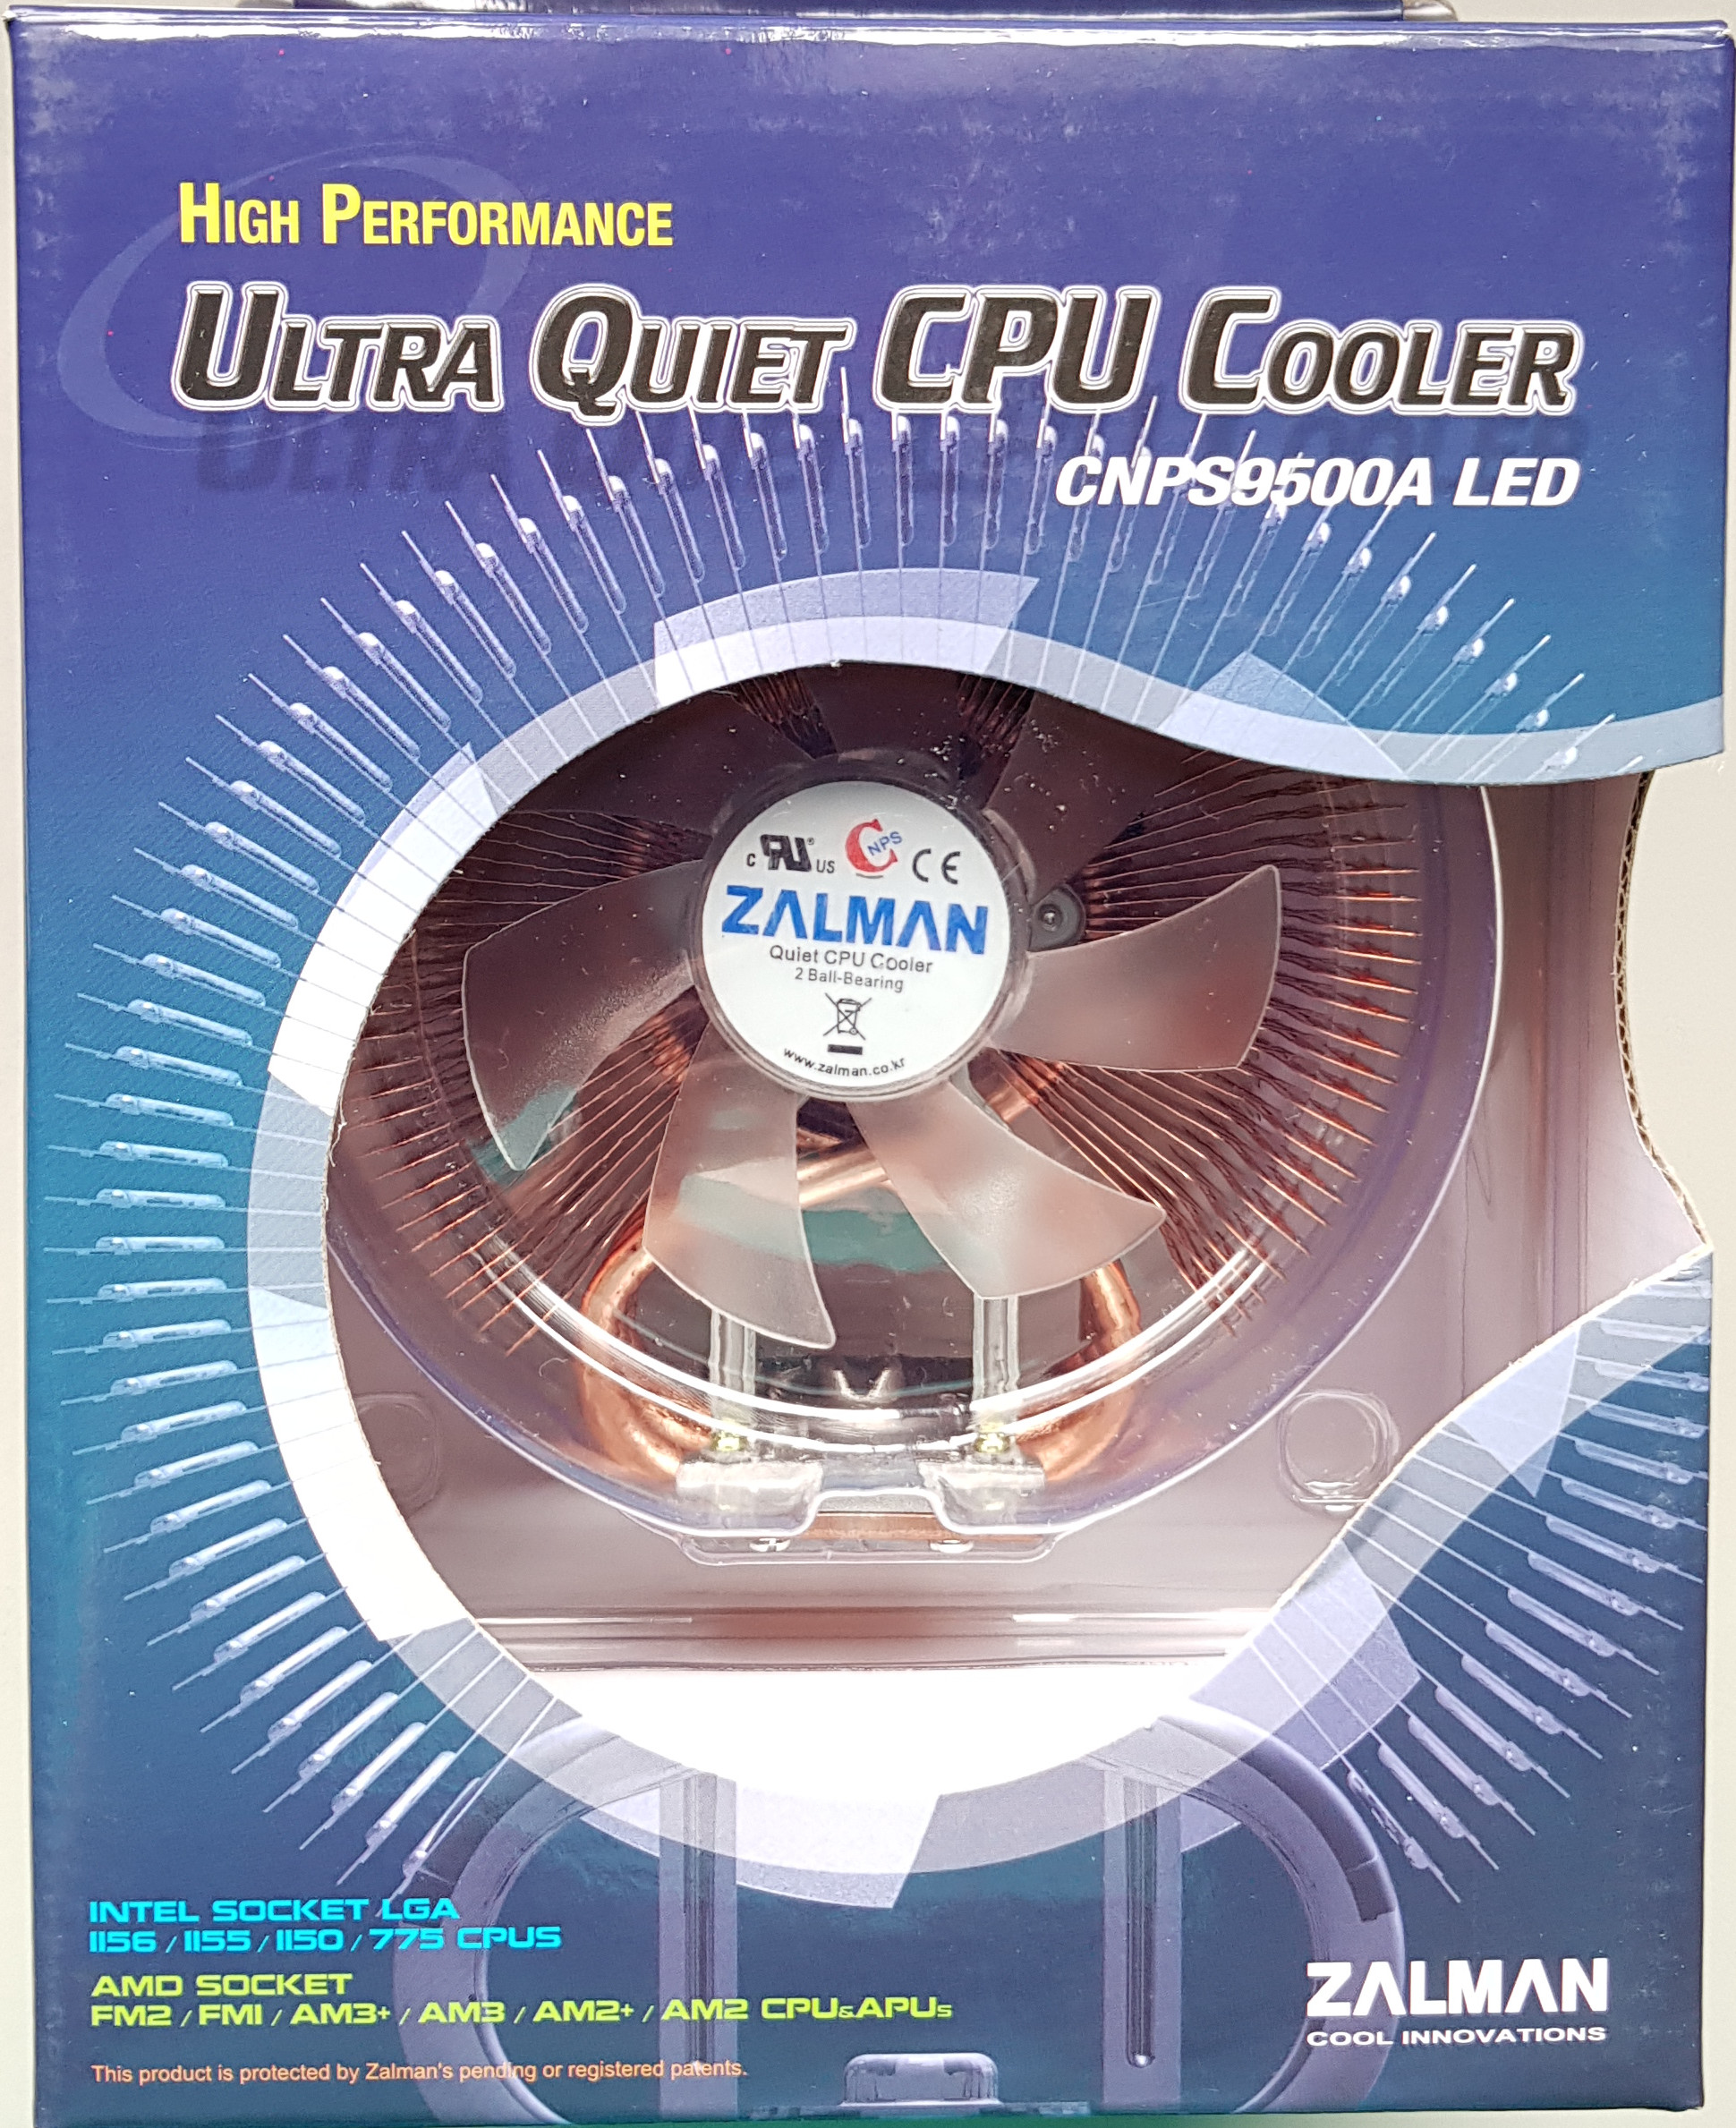 HIGH PERFORMANCE
ULTRA QUIET CPU COOLER
CNPS9500A LED
c RU® US CNPS CE
ZALMAN
Quiet CPU Cooler
2 Ball-Bearing
www.zalman.co.kr
INTEL SOCKET LGA
1156 / 1155 / 1150 / 775 CPUS
AMD SOCKET
FM2 / FM1 / AM3+ / AM3 / AM2+ / AM2 CPU&APUs
ZALMAN
COOL INNOVATIONS
This product is protected by Zalman's pending or registered patents.